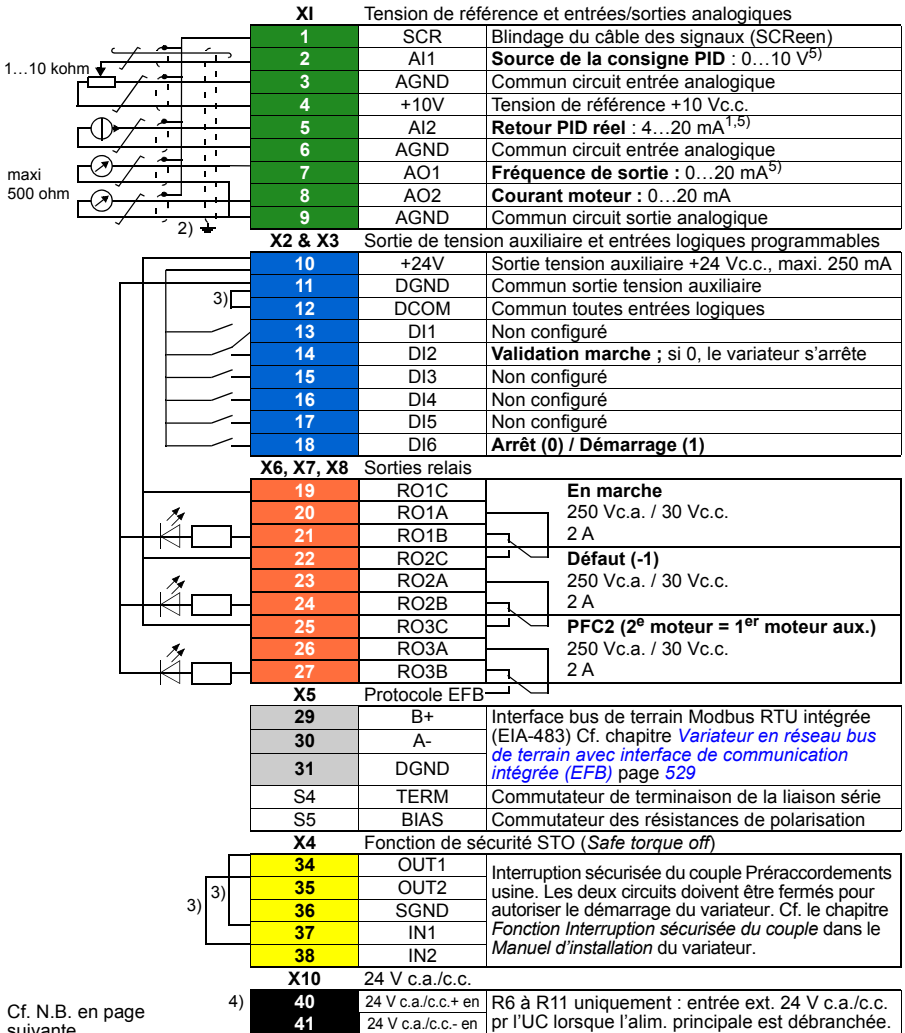 XI Tension de référence et entrées/sorties analogiques
1 SCR Blindage du câble des signaux (SCReen)
1…10 kohm
2 AI1 Source de la consigne PID : 0…10 V5)
3 AGND Commun circuit entrée analogique
4 +10V Tension de référence +10 Vc.c.
5 AI2 Retour PID réel : 4…20 mA1,5)
6 AGND Commun circuit entrée analogique
maxi
500 ohm
7 AO1 Fréquence de sortie : 0…20 mA5)
8 AO2 Courant moteur : 0…20 mA
9 AGND Commun circuit sortie analogique
2)
X2 & X3 Sortie de tension auxiliaire et entrées logiques programmables
10 +24V Sortie tension auxiliaire +24 Vc.c., maxi. 250 mA
11 DGND Commun sortie tension auxiliaire
3)
12 DCOM Commun toutes entrées logiques
13 DI1 Non configuré
14 DI2 Validation marche ; si 0, le variateur s’arrête
15 DI3 Non configuré
16 DI4 Non configuré
17 DI5 Non configuré
18 DI6 Arrêt (0) / Démarrage (1)
X6, X7, X8 Sorties relais
19 RO1C En marche
20 RO1A 250 Vc.a. / 30 Vc.c.
21 RO1B 2 A
22 RO2C Défaut (-1)
23 RO2A 250 Vc.a. / 30 Vc.c.
24 RO2B 2 A
25 RO3C PFC2 (2e moteur = 1er moteur aux.)
26 RO3A 250 Vc.a. / 30 Vc.c.
27 RO3B 2 A
X5 Protocole EFB
29 B+ Interface bus de terrain Modbus RTU intégrée
30 A- (EIA-483) Cf. chapitre Variateur en réseau bus
de terrain avec interface de communication
31 DGND intégrée (EFB) page 529
S4 TERM Commutateur de terminaison de la liaison série
S5 BIAS Commutateur des résistances de polarisation
X4 Fonction de sécurité STO (Safe torque off)
34 OUT1 Interruption sécurisée du couple Préraccordements
3) 3)
35 OUT2 usine. Les deux circuits doivent être fermés pour
36 SGND autoriser le démarrage du variateur. Cf. le chapitre
37 IN1 Fonction Interruption sécurisée du couple dans le
38 IN2 Manuel d’installation du variateur.
X10 24 V c.a./c.c.
4) 40 24 V c.a./c.c.+ en R6 à R11 uniquement : entrée ext. 24 V c.a./c.c.
41 24 V c.a./c.c.- en pr l’UC lorsque l’alim. principale est débranchée.
Cf. N.B. en page
suivante